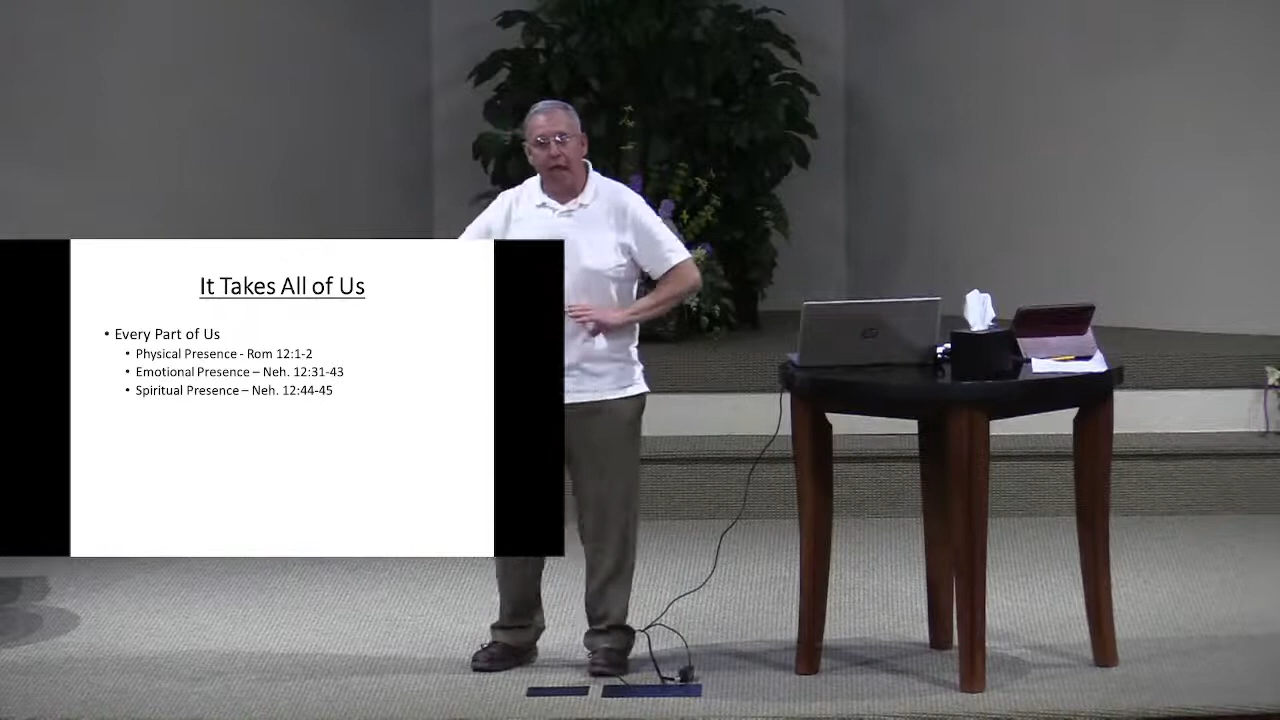 It Takes All of Us
• Every Part of Us
• Physical Presence - Rom 12:1-2
• Emotional Presence – Neh. 12:31-43
• Spiritual Presence – Neh. 12:44-45